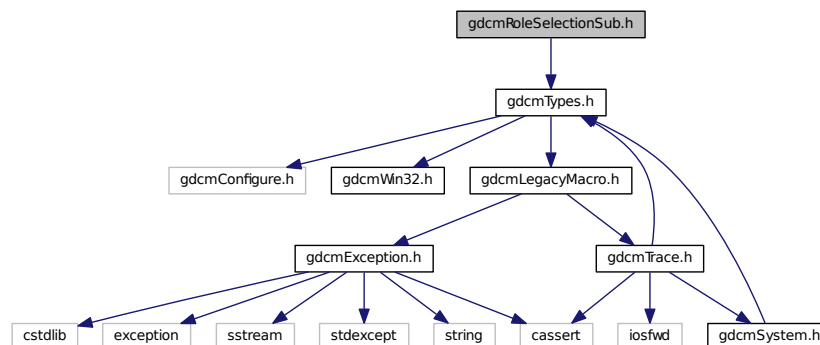 gdcmRoleSelectionSub.h
gdcmTypes.h
gdcmConfigure.h
gdcmWin32.h
gdcmLegacyMacro.h
gdcmException.h
gdcmTrace.h
cstdlib
exception
sstream
stdexcept
string
cassert
iosfwd
gdcmSystem.h